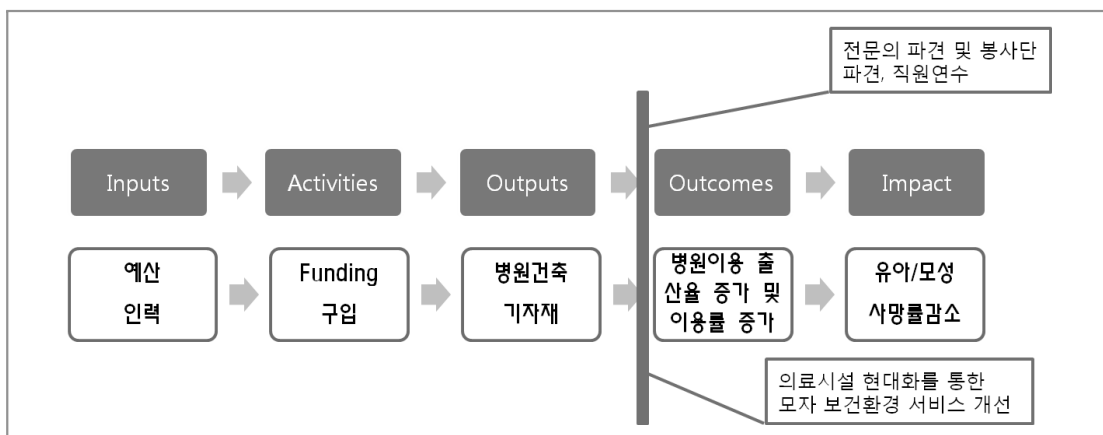 전문의 파견 및 봉사단
파견, 직원연수
Inputs
Activities
Outputs
Outcomes
Impact
예산
인력
Funding
구입
병원건축
기자재
병원이용 출
산율 증가 및
이용률 증가
유아/모성
사망률감소
의료시설 현대화를 통한
모자 보건환경 서비스 개선